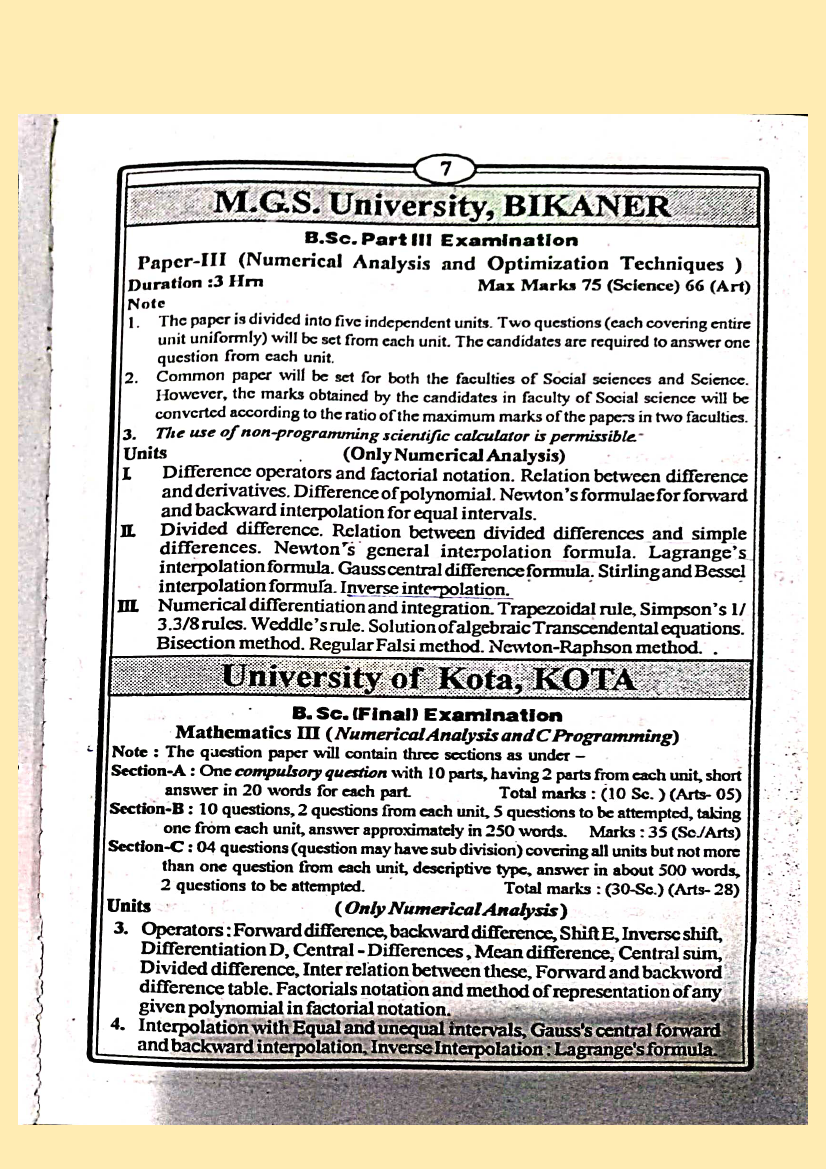 7
M.G.S. University, BIKANER
B.Sc. Part III Examination
Paper-III (Numerical Analysis and Optimization Techniques )
Duration :3 Hrn Max Marks 75 (Science) 66 (Art)
Note
1. The paper is divided into five independent units. Two questions (each covering entire
unit uniformly) will be set from each unit. The candidates are required to answer one
question from each unit.
2. Common paper will be set for both the faculties of Social sciences and Science.
However, the marks obtained by the candidates in faculty of Social science will be
converted according to the ratio of the maximum marks of the papers in two faculties.
3. The use of non-programming scientific calculator is permissible.
Units (Only Numerical Analysis)
I. Difference operators and factorial notation. Relation between difference
and derivatives. Difference of polynomial. Newton's formulae for forward
and backward interpolation for equal intervals.
II. Divided difference. Relation between divided differences and simple
differences. Newton's general interpolation formula. Lagrange's
interpolation formula. Gauss central difference formula. Stirling and Bessel
interpolation formula. Inverse interpolation.
III. Numerical differentiation and integration. Trapezoidal rule, Simpson's 1/
3.3/8 rules. Weddle's rule. Solution of algebraic Transcendental equations.
Bisection method. Regular Falsi method. Newton-Raphson method.
University of Kota, KOTA
B. Sc. (Final) Examination
Mathematics III (Numerical Analysis and C Programming)
Note : The question paper will contain three sections as under –
Section-A : One compulsory question with 10 parts, having 2 parts from each unit, short
answer in 20 words for each part. Total marks : (10 Sc. ) (Arts- 05)
Section-B : 10 questions, 2 questions from each unit, 5 questions to be attempted, taking
one from each unit, answer approximately in 250 words. Marks : 35 (Sc./Arts)
Section-C : 04 questions (question may have sub division) covering all units but not more
than one question from each unit, descriptive type, answer in about 500 words,
2 questions to be attempted. Total marks : (30-Sc.) (Arts- 28)
Units (Only Numerical Analysis)
3. Operators : Forward difference, backward difference, Shift E, Inverse shift,
Differentiation D, Central - Differences , Mean difference, Central sum,
Divided difference, Inter relation between these, Forward and backword
difference table. Factorials notation and method of representation of any
given polynomial in factorial notation.
4. Interpolation with Equal and unequal intervals, Gauss's central forward
and backward interpolation, Inverse Interpolation : Lagrange's formula.